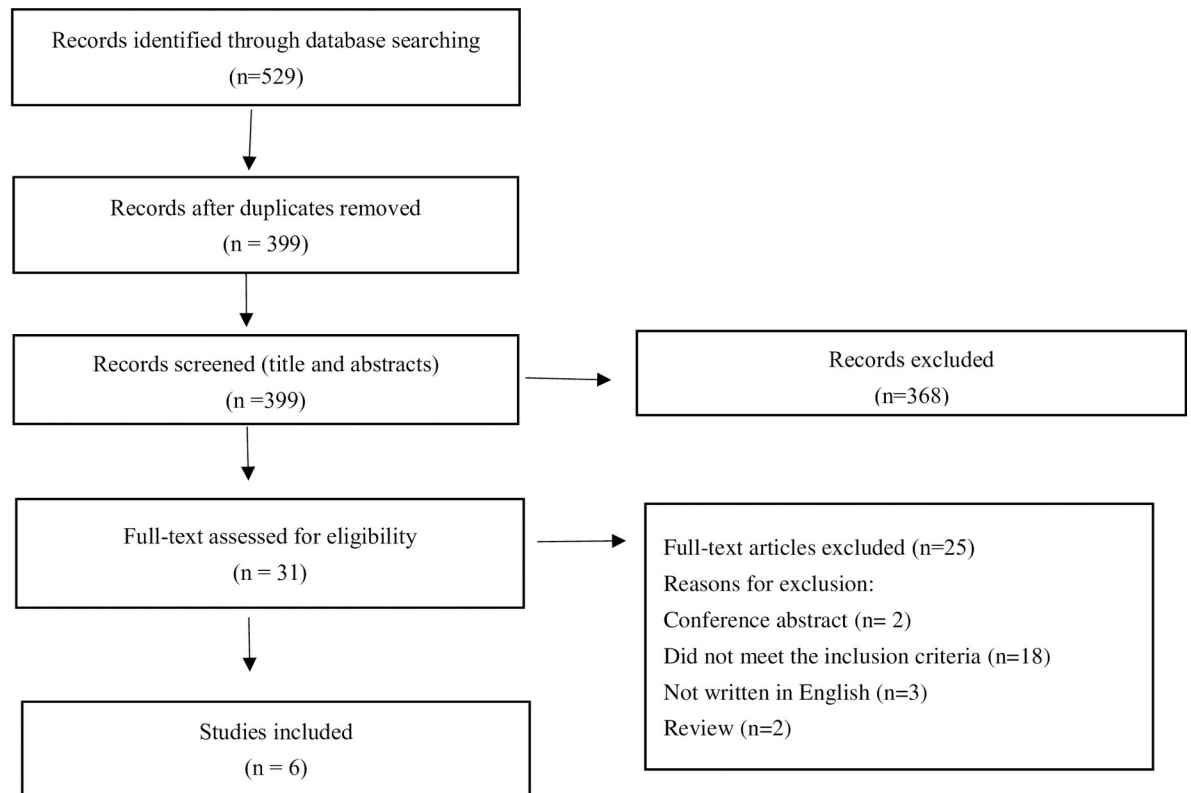 Records identified through database searching
(n=529)
Records after duplicates removed
(n = 399)
Records screened (title and abstracts)
(n =399)
Records excluded
(n=368)
Full-text assessed for eligibility
(n = 31)
Full-text articles excluded (n=25)
Reasons for exclusion:
Conference abstract (n= 2)
Did not meet the inclusion criteria (n=18)
Not written in English (n=3)
Review (n=2)
Studies included
(n = 6)